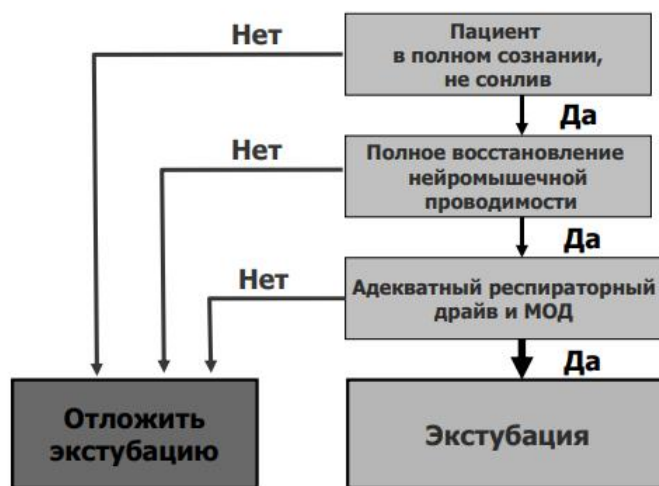 Нет
Пациент
в полном сознании,
не сонлив
Да
Нет
Полное восстановление
нейромышечной
проводимости
Да
Нет
Адекватный респираторный
драйв и МОД
Да
Отложить
экстубацию
Экстубация